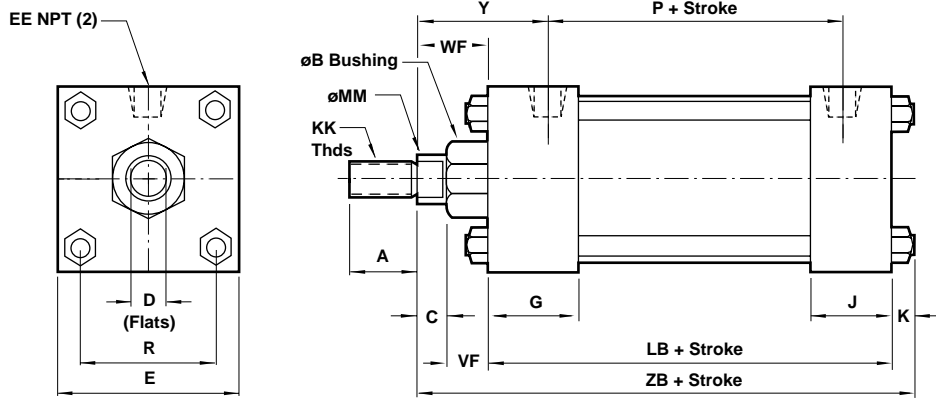 EE NPT (2)
Y
P + Stroke
WF
øB Bushing
øMM
KK
Thds
A
D
(Flats)
C
G
J
K
R
VF
LB + Stroke
E
ZB + Stroke